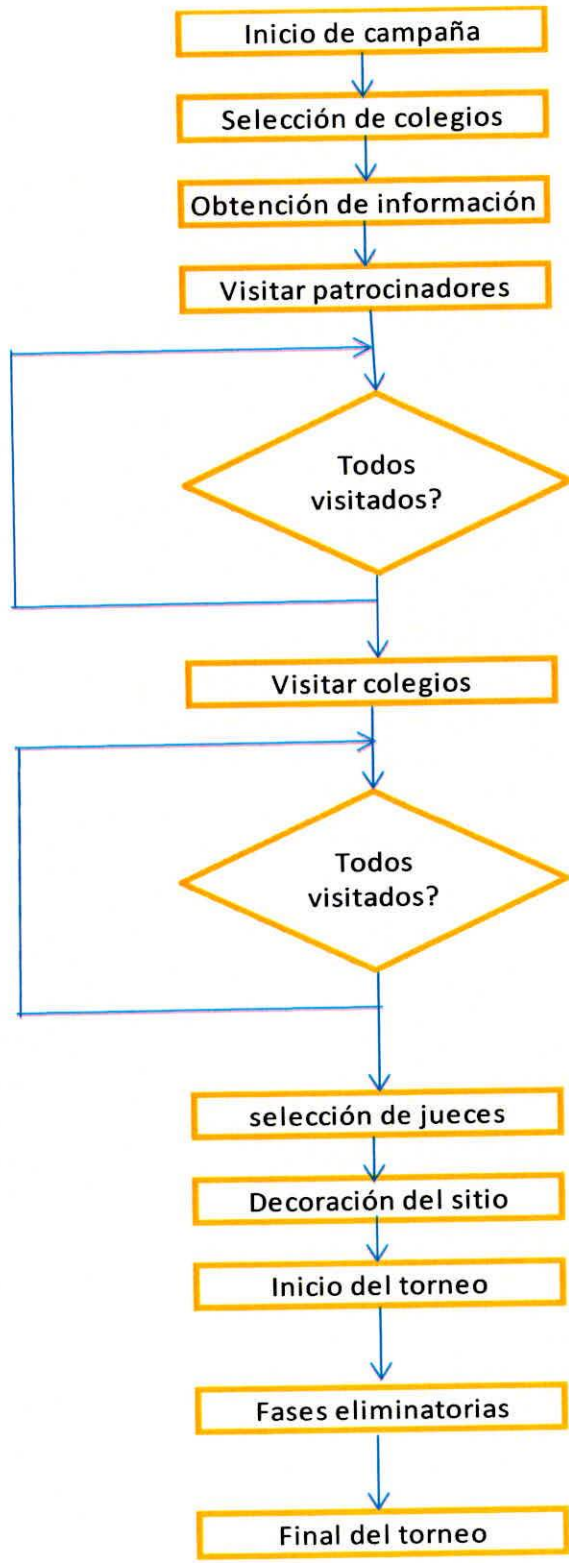 Inicio de campaña
Selección de colegios
Obtención de información
Visitar patrocinadores
Todos
visitados?
Visitar colegios
Todos
visitados?
selección de jueces
Decoración del sitio
Inicio del torneo
Fases eliminatorias
Final del torneo